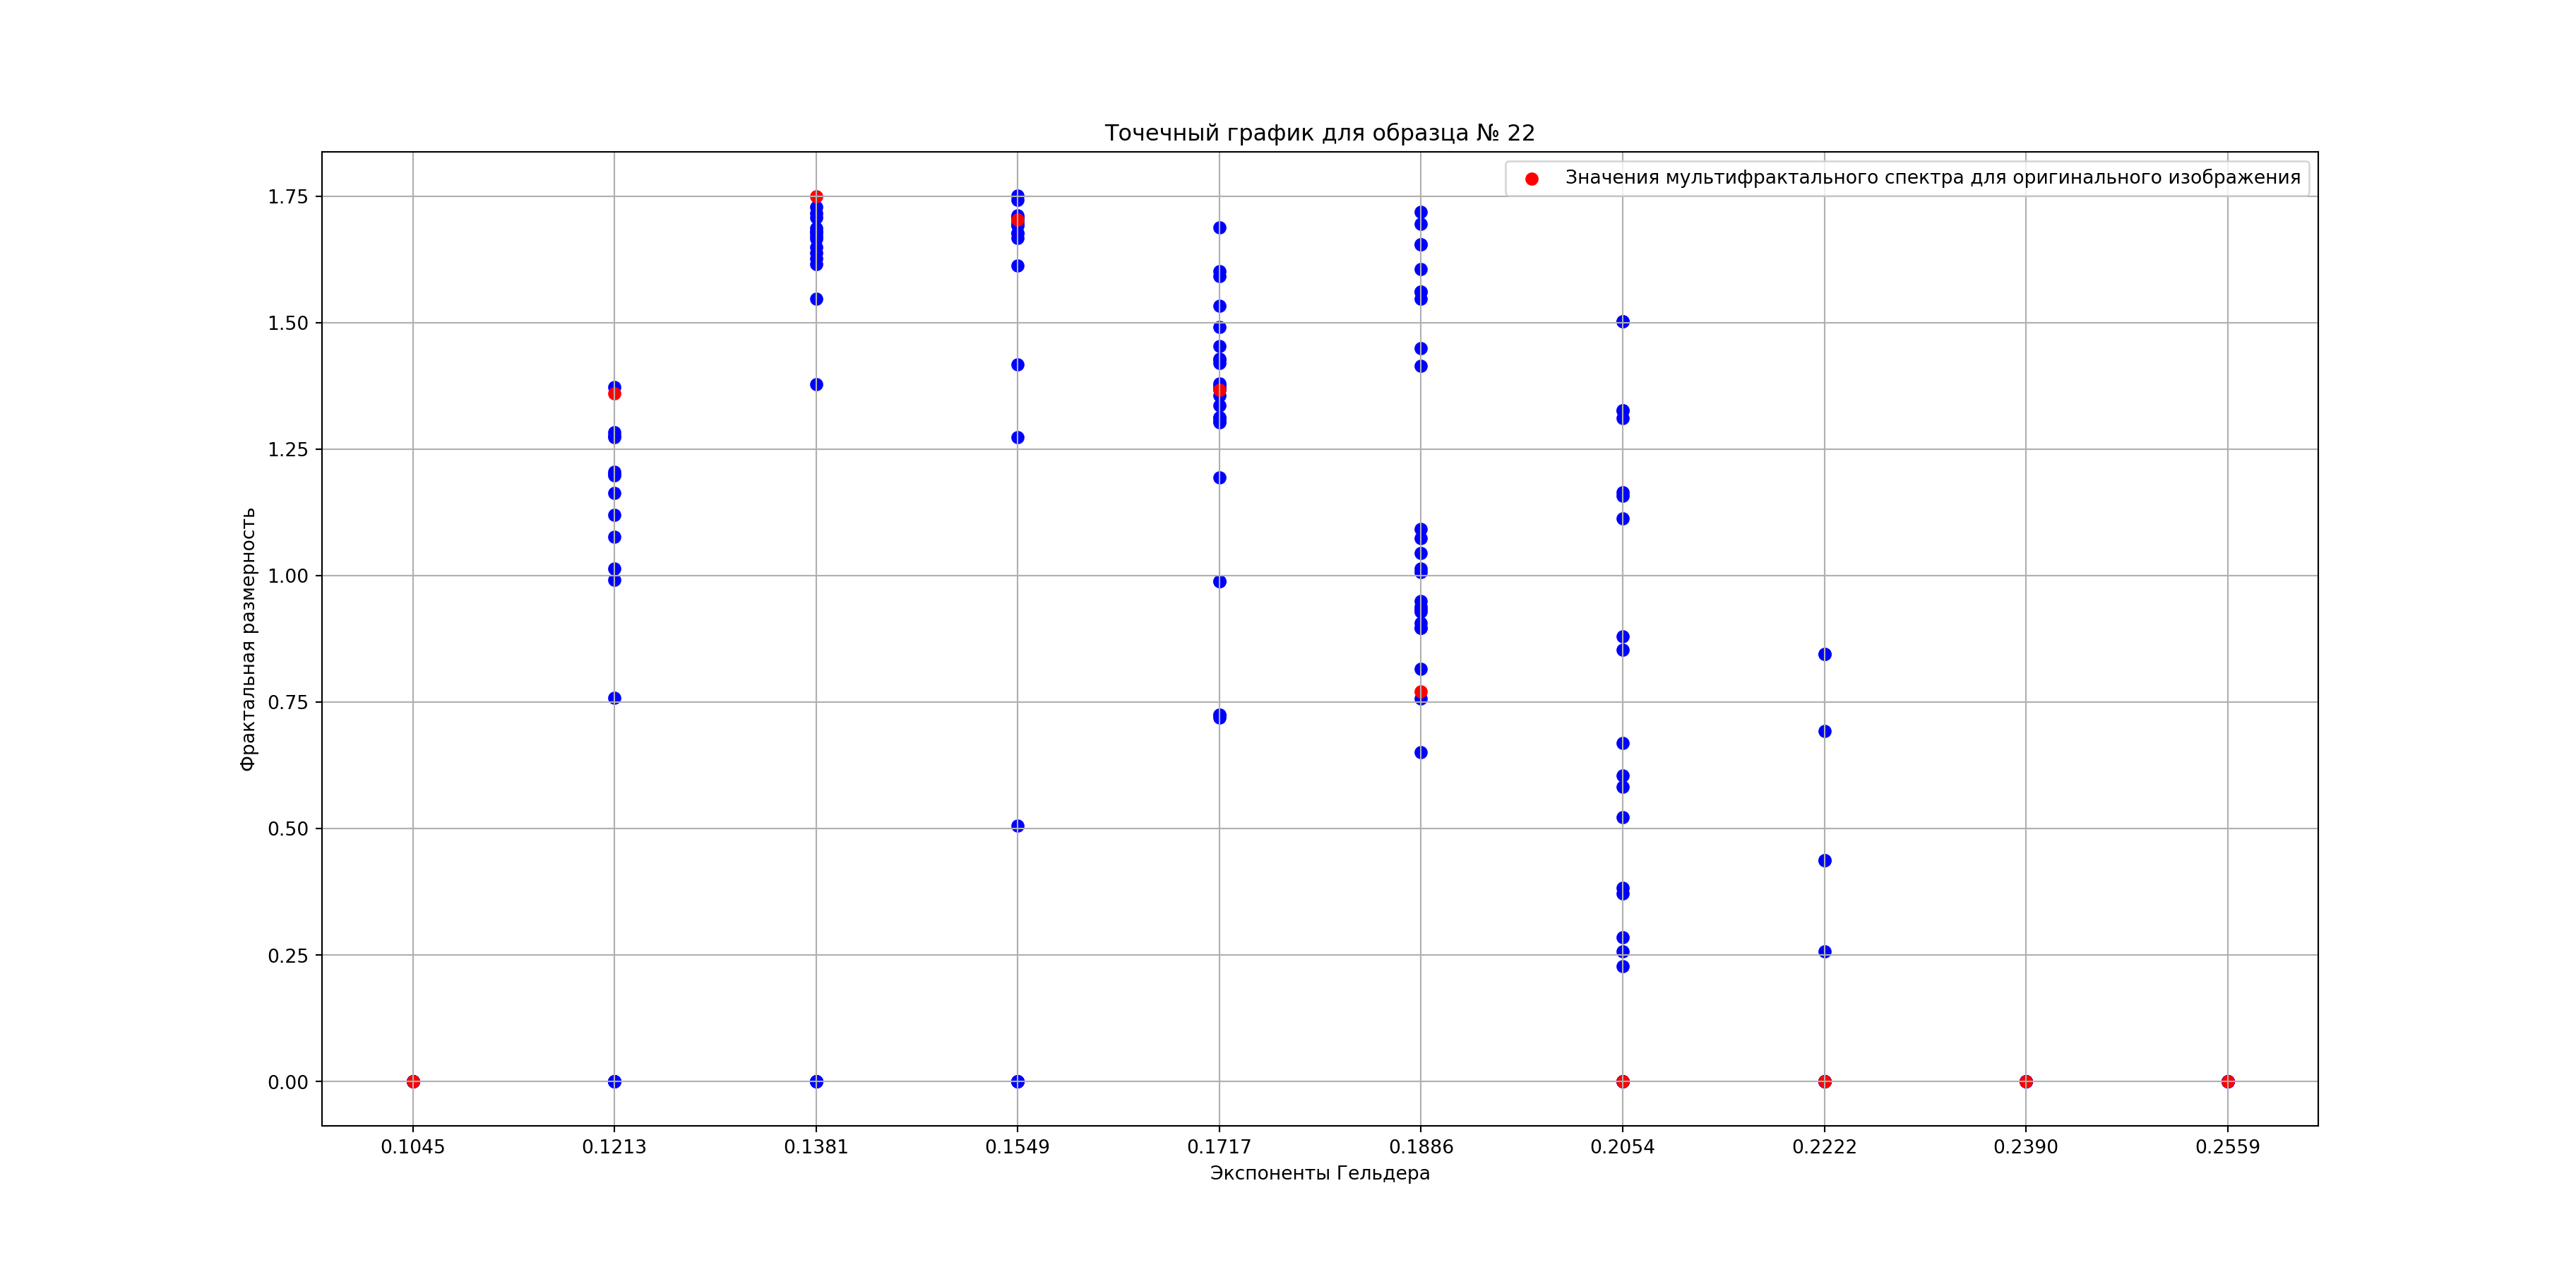 Точечный график для образца № 22
Значения мультифрактального спектра для оригинального изображения
1.75
1.50
1.25
1.00
0.75
0.50
0.25
0.00
Фрактальная размерность
0.1045 0.1213 0.1381 0.1549 0.1717 0.1886 0.2054 0.2222 0.2390 0.2559
Экспоненты Гельдера